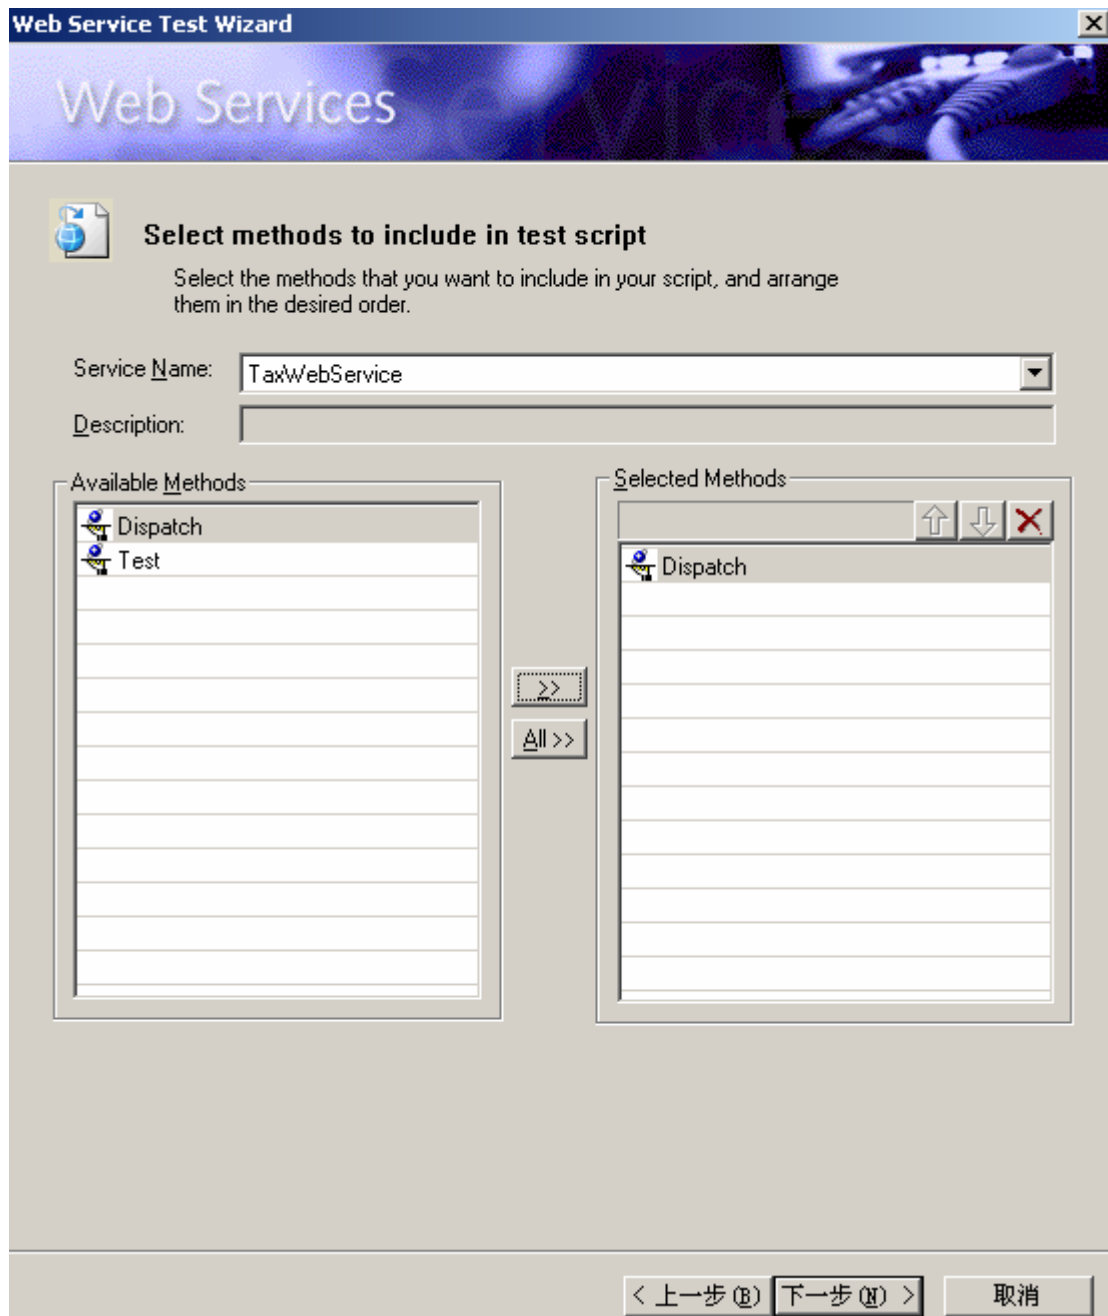 Web Service Test Wizard
Web Services
Select methods to include in test script
Select the methods that you want to include in your script, and arrange
them in the desired order.
Service Name:
TaxWebService
Description:
Available Methods
Dispatch
Test
>>
All >>
Selected Methods
Dispatch
< 上一步(B)
下一步(N) >
取消